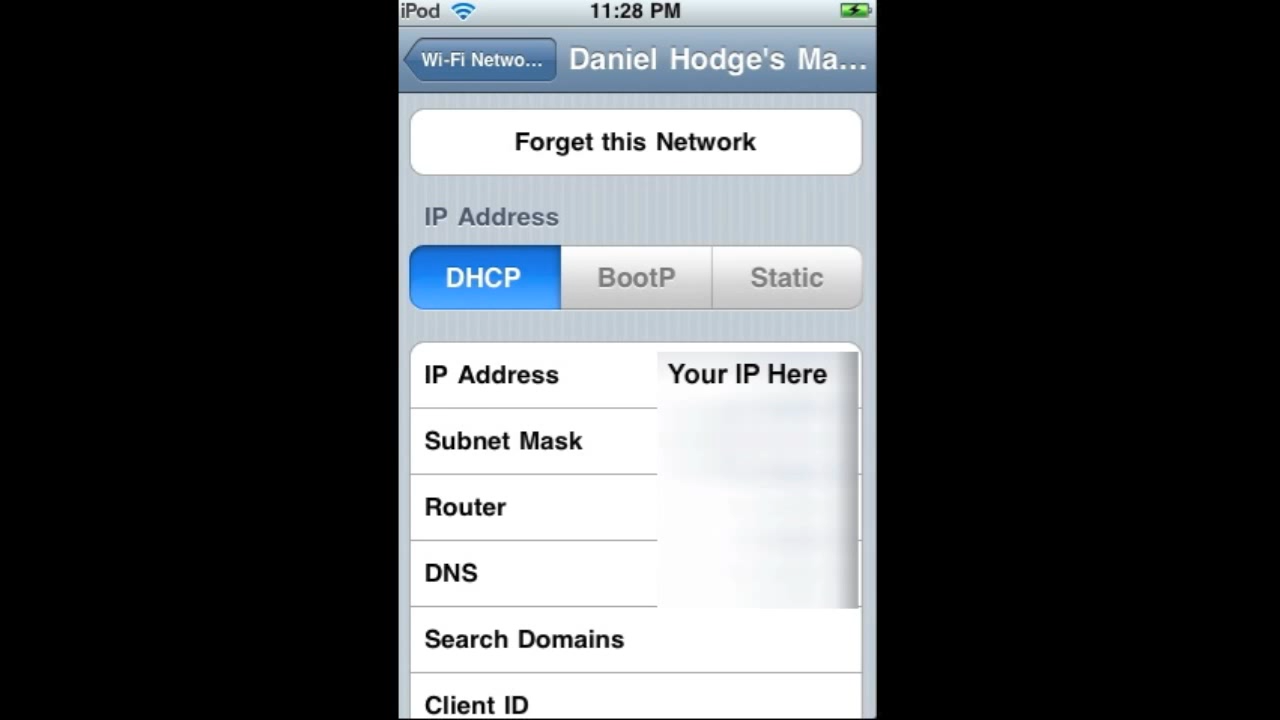 iPod 11:28 PM
Wi-Fi Netwo... Daniel Hodge's Ma...
Forget this Network
IP Address
DHCP BootP Static
IP Address Your IP Here
Subnet Mask
Router
DNS
Search Domains
Client ID